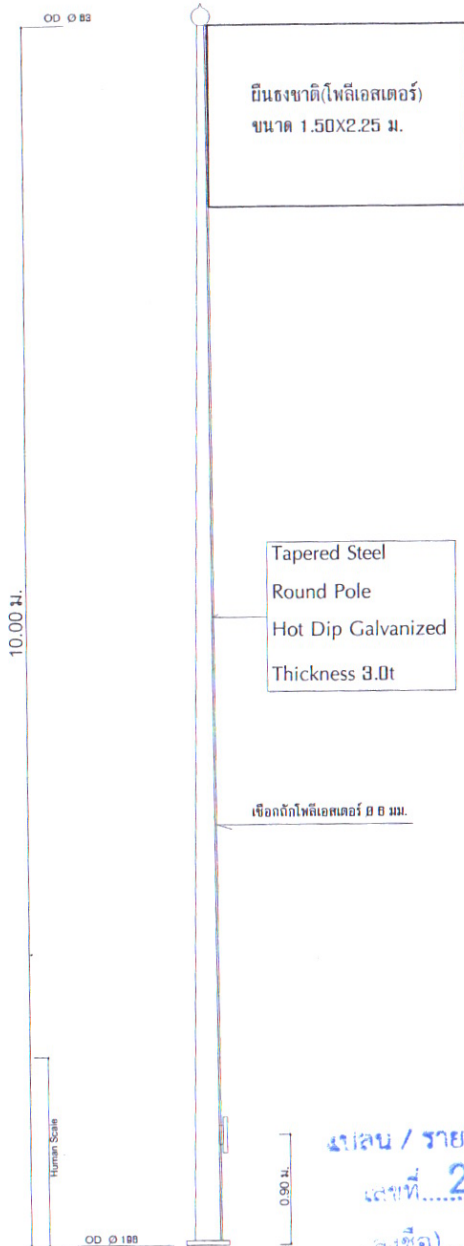 OD Ø 83
ผืนธงชาติ(โพลีเอสเตอร์)
ขนาด 1.50X2.25 ม.
10.00 ม.
Tapered Steel
Round Pole
Hot Dip Galvanized
Thickness 3.0t
เชือกถักโพลีเอสเตอร์ Ø 6 มม.
Human Scale
0.90 ม.
แปลน / ราย
เลขที่.....2
OD Ø 198